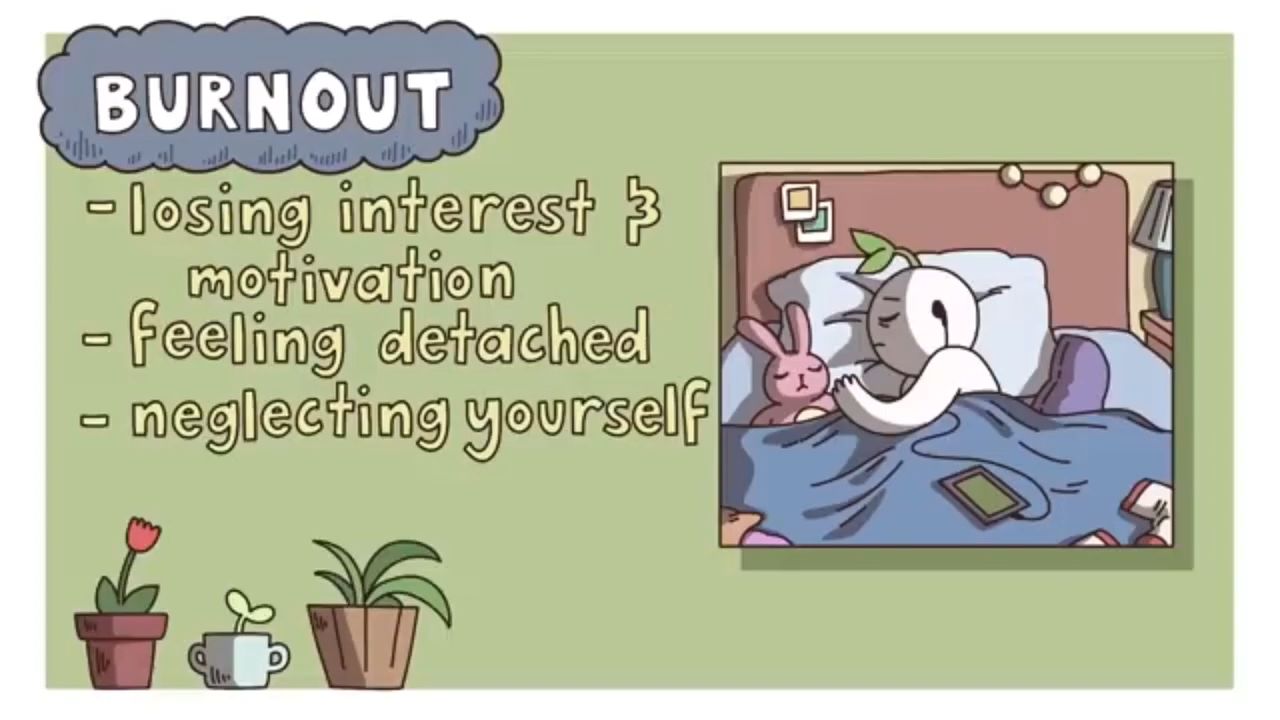 BURNOUT
- losing interest &
motivation
- feeling detached
- neglecting yourself